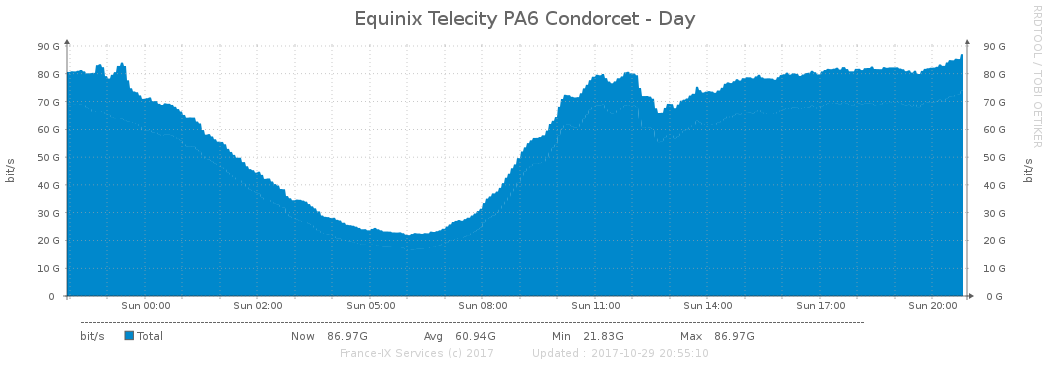 Equinix Telecity PA6 Condorcet - Day
RRDTOOL / TOBI OETIKER
bit/s
bit/s
90 G 90 G
80 G 80 G
70 G 70 G
60 G 60 G
50 G 50 G
40 G 40 G
30 G 30 G
20 G 20 G
10 G 10 G
0 0 G
Sun 00:00 Sun 02:00 Sun 05:00 Sun 08:00 Sun 11:00 Sun 14:00 Sun 17:00 Sun 20:00
bit/s Total Now 86.97G Avg 60.94G Min 21.83G Max 86.97G
France-IX Services (c) 2017 Updated : 2017-10-29 20:55:10